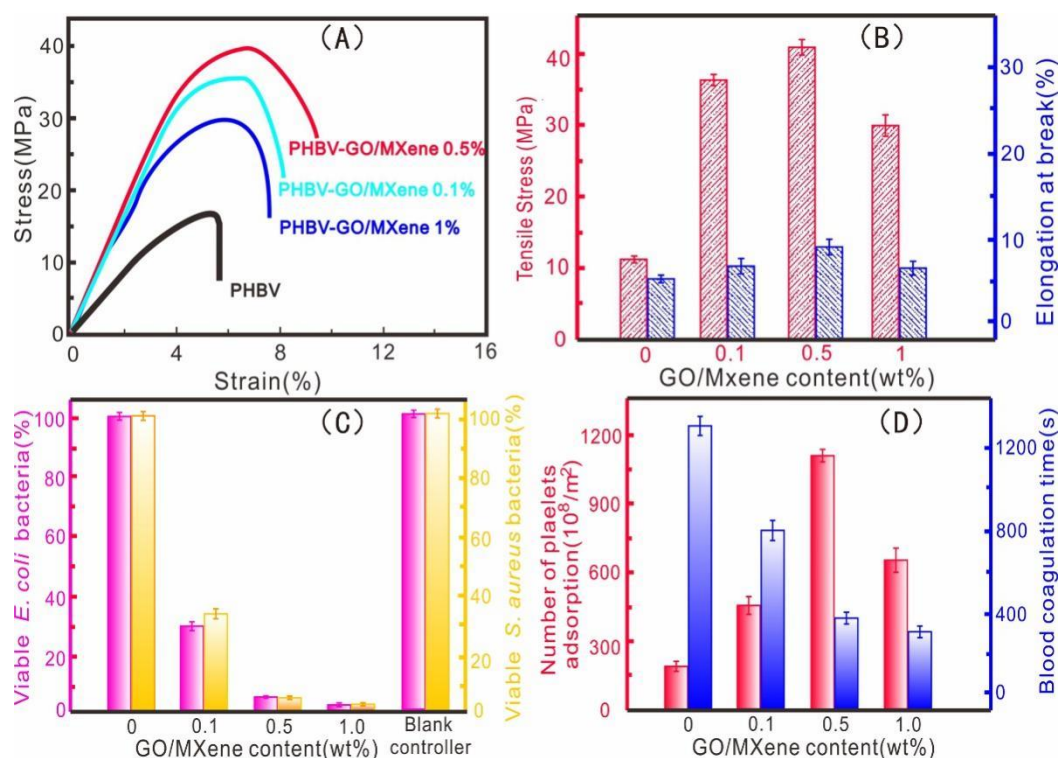 (A)
Stress(MPa)
40
30
20
10
0
PHBV-GO/MXene 0.5%
PHBV-GO/MXene 0.1%
PHBV-GO/MXene 1%
PHBV
0
4
8
12
16
Strain(%)
(B)
Tensile Stress(MPa)
40
30
20
10
0
Elongation at break(%)
30
20
10
0
0
0.1
0.5
1
GO/Mxene content(wt%)
(C)
Viable E. coli bacteria(%)
100
80
60
40
20
0
Viable S. aureus bacteria(%)
100
80
60
40
20
0
0
0.1
0.5
1.0
Blank
controller
GO/MXene content(wt%)
(D)
Number of plaelets
adsorption(10⁸/m²)
1200
900
600
300
0
Blood coagulation time(s)
1200
800
400
0
0
0.1
0.5
1.0
GO/MXene content(wt%)